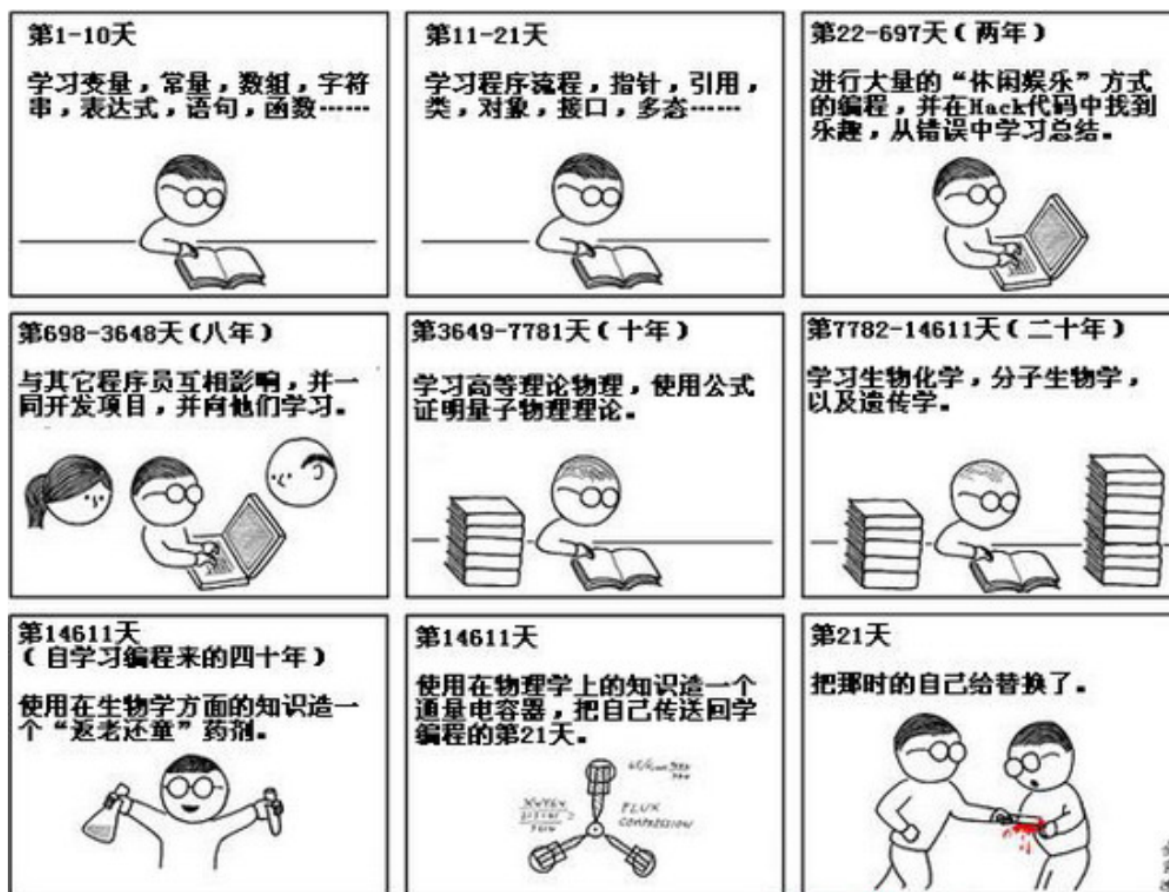 第1-10天
学习变量，常量，数组，字符
串，表达式，语句，函数……
第11-21天
学习程序流程，指针，引用，
类，对象，接口，多态……
第22-697天（两年）
进行大量的“休闲娱乐”方式
的编程，并在Hack代码中找到
乐趣，从错误中学习总结。
第698-3648天（八年）
与其它程序员互相影响，并一
同开发项目，并向他们学习。
第3649-7781天（十年）
学习高等理论物理，使用公式
证明量子物理理论。
第7782-14611天（二十年）
学习生物化学，分子生物学，
以及遗传学。
第14611天
（自学习编程来的四十年）
使用在生物学方面的知识造一
个“返老还童”药剂。
第14611天
使用在物理学上的知识造一个
通量电容器，把自己传送回学
编程的第21天。
FLUX
第21天
把那时的自己给替换了。